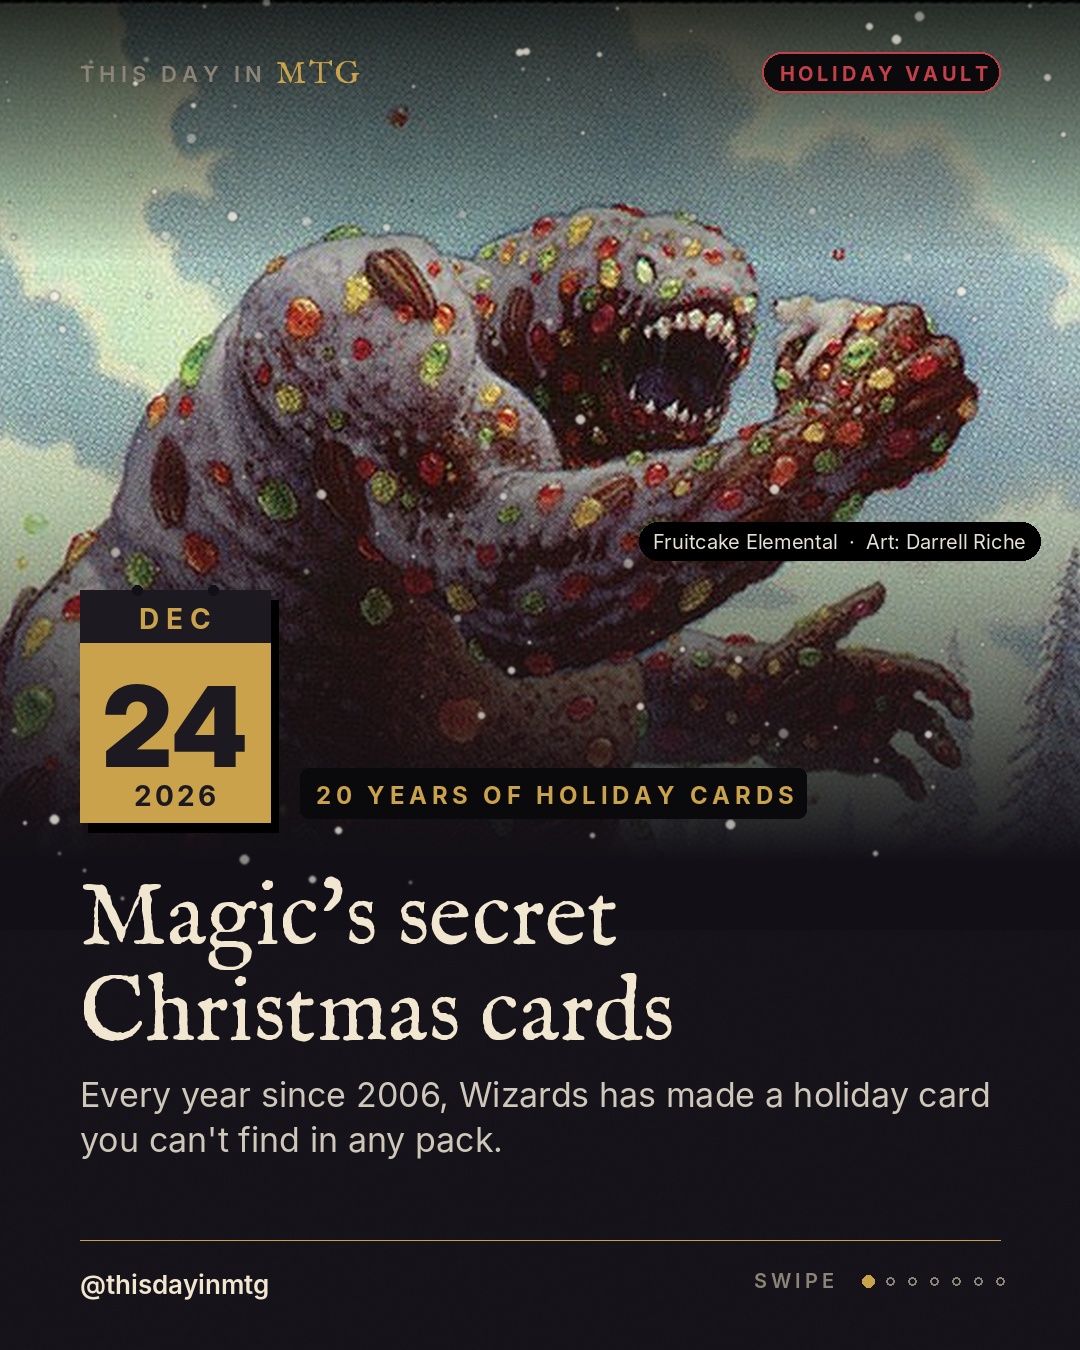 THIS DAY IN MTG
HOLIDAY VAULT
Fruitcake Elemental · Art: Darrell Riche
DEC
24
2026
20 YEARS OF HOLIDAY CARDS
Magic’s secret
Christmas cards
Every year since 2006, Wizards has made a holiday card
you can't find in any pack.
@thisdayinmtg
SWIPE